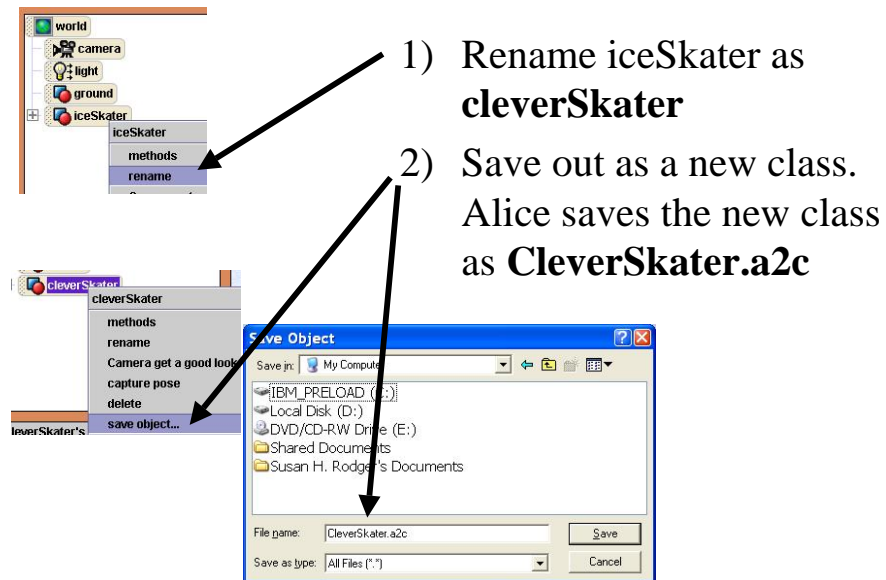 world
camera
light
ground
iceSkater
iceSkater
methods
rename
1) Rename iceSkater as
cleverSkater
2) Save out as a new class.
Alice saves the new class
as CleverSkater.a2c
cleverSkater
cleverSkater
methods
rename
Camera get a good look
capture pose
delete
save object...
leverSkater's
Save Object
Save in: My Computer
IBM_PRELOAD (C:)
Local Disk (D:)
DVD/CD-RW Drive (E:)
Shared Documents
Susan H. Rodger's Documents
File name: CleverSkater.a2c Save
Save as type: All Files (*.*) Cancel